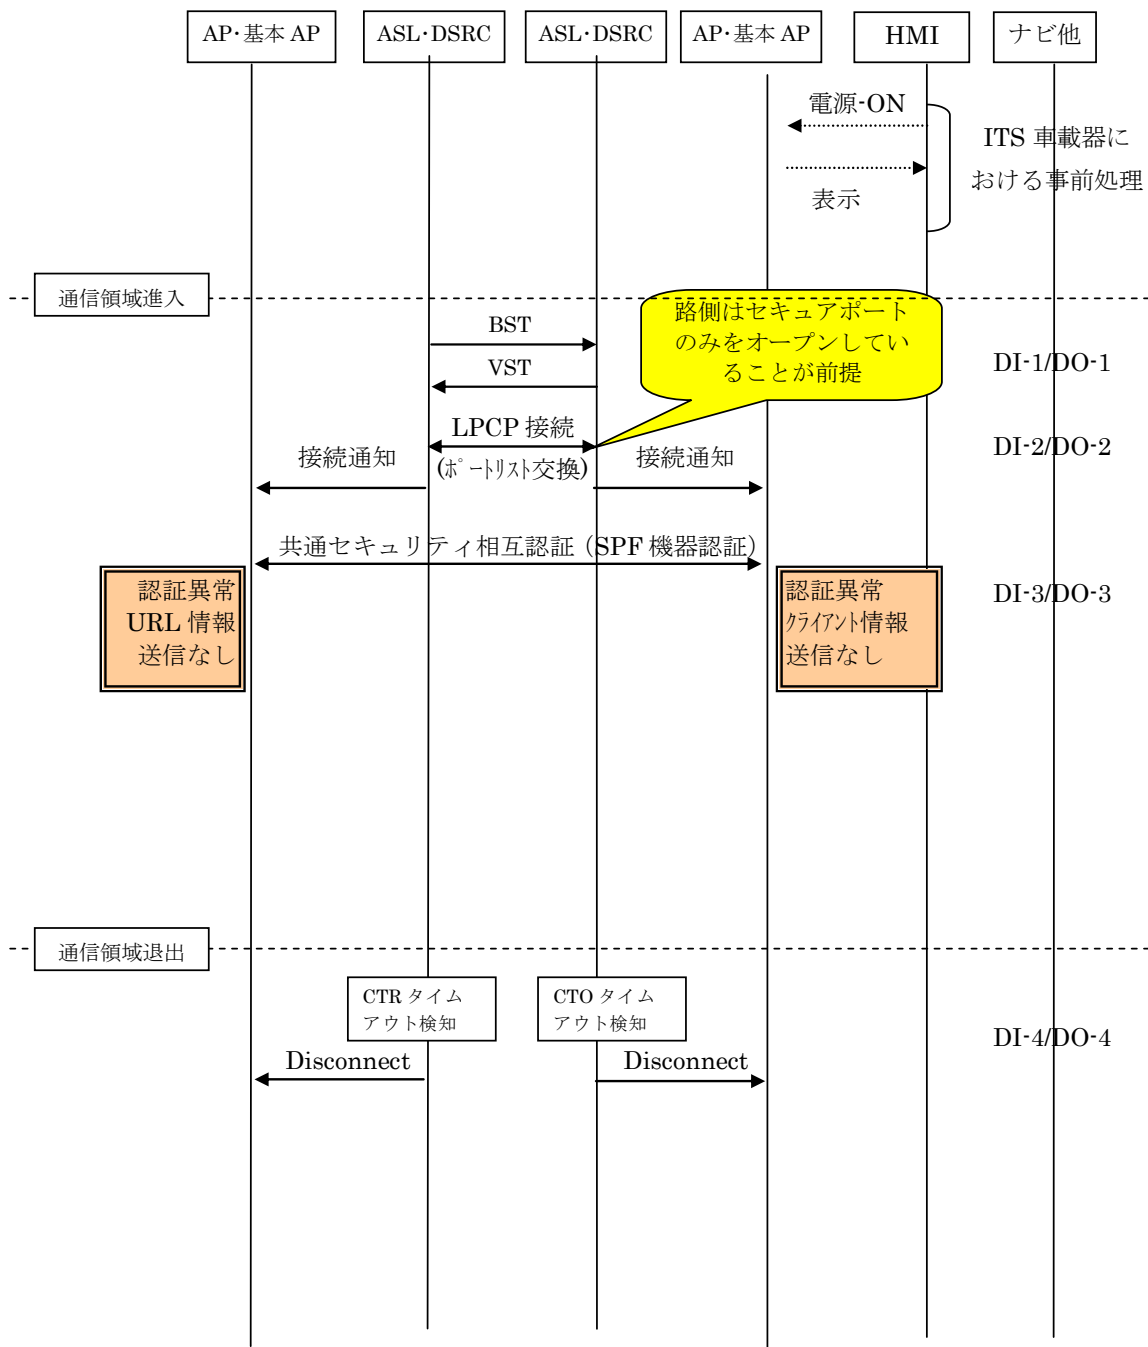 AP・基本 AP
ASL・DSRC
ASL・DSRC
AP・基本 AP
HMI
ナビ他
電源-ON
表示
ITS 車載器に
おける事前処理
通信領域進入
路側はセキュアポート
のみをオープンしてい
ることが前提
BST
VST
DI-1/DO-1
LPCP 接続
(ﾎﾟｰﾄﾘｽﾄ交換)
接続通知
接続通知
DI-2/DO-2
共通セキュリティ相互認証（SPF 機器認証）
認証異常
URL 情報
送信なし
認証異常
ｸﾗｲｱﾝﾄ情報
送信なし
DI-3/DO-3
通信領域退出
CTR タイム
アウト検知
CTO タイム
アウト検知
DI-4/DO-4
Disconnect
Disconnect